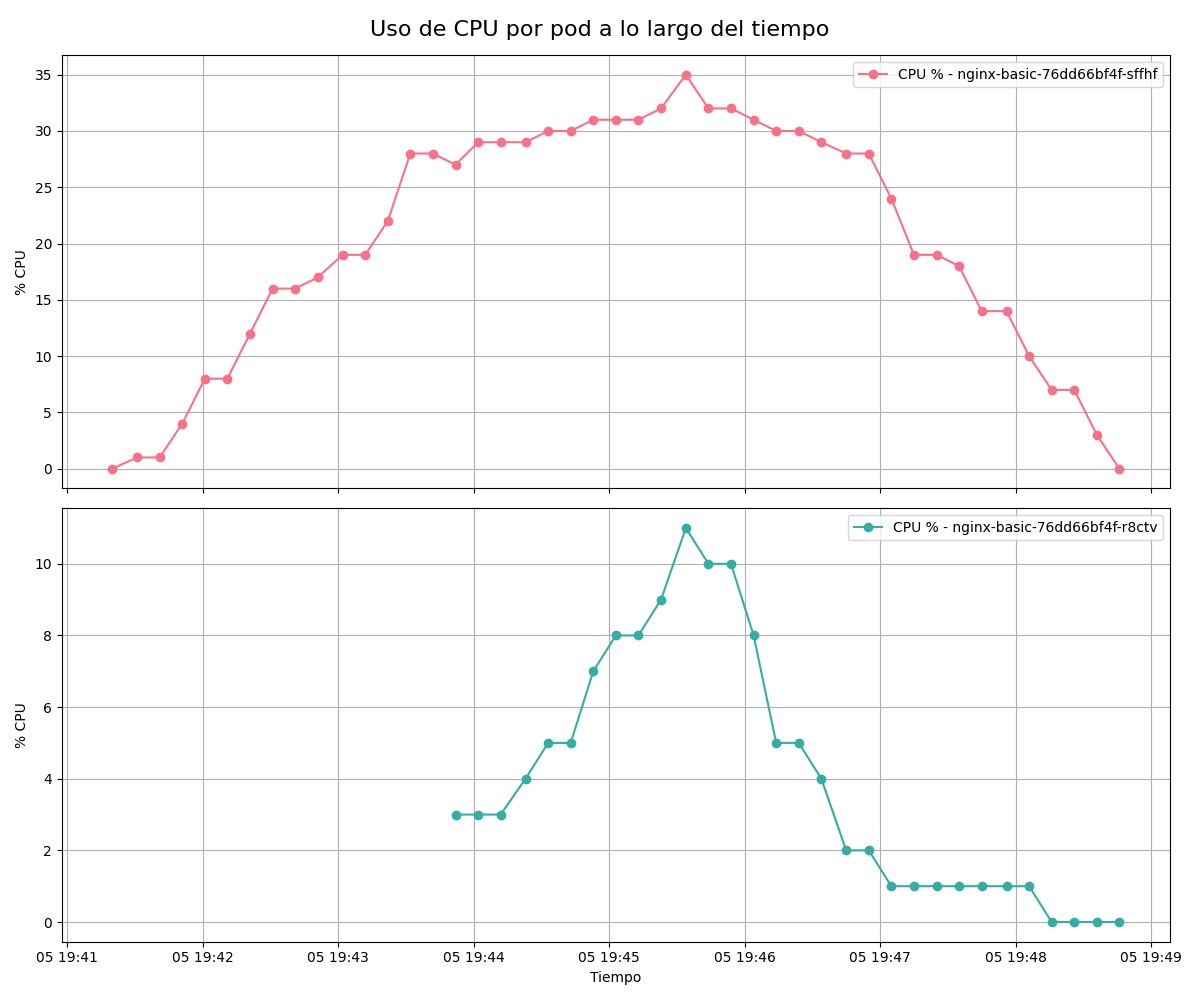 Uso de CPU por pod a lo largo del tiempo
CPU % - nginx-basic-76dd66bf4f-sffhf
% CPU
35
30
25
20
15
10
5
0
CPU % - nginx-basic-76dd66bf4f-r8ctv
% CPU
10
8
6
4
2
0
05 19:41 05 19:42 05 19:43 05 19:44 05 19:45 05 19:46 05 19:47 05 19:48 05 19:49
Tiempo